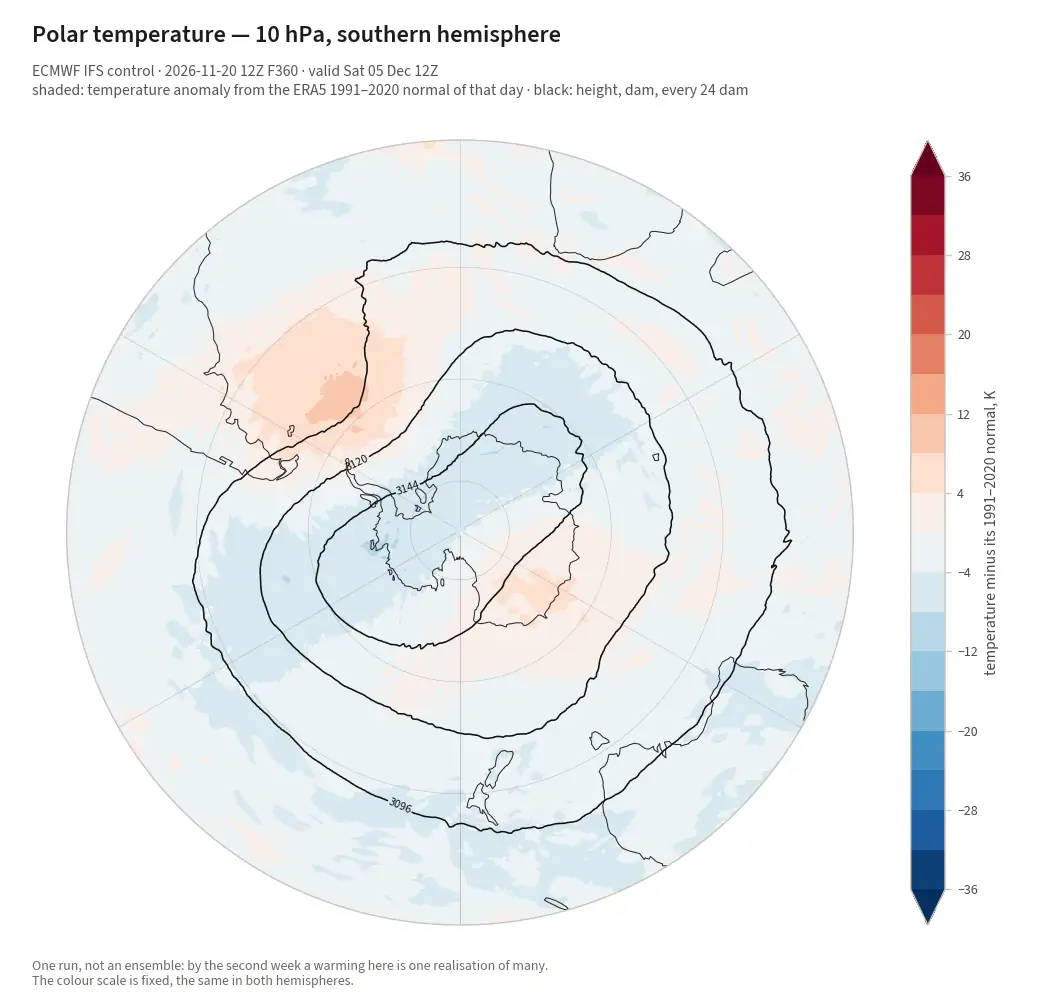 Polar temperature — 10 hPa, southern hemisphere
ECMWF IFS control · 2026-11-20 12Z F360 · valid Sat 05 Dec 12Z
shaded: temperature anomaly from the ERA5 1991–2020 normal of that day · black: height, dam, every 24 dam
36
28
20
12
4
−4
−12
−20
−28
−36
temperature minus its 1991–2020 normal, K
3120
3144
3096
One run, not an ensemble: by the second week a warming here is one realisation of many.
The colour scale is fixed, the same in both hemispheres.